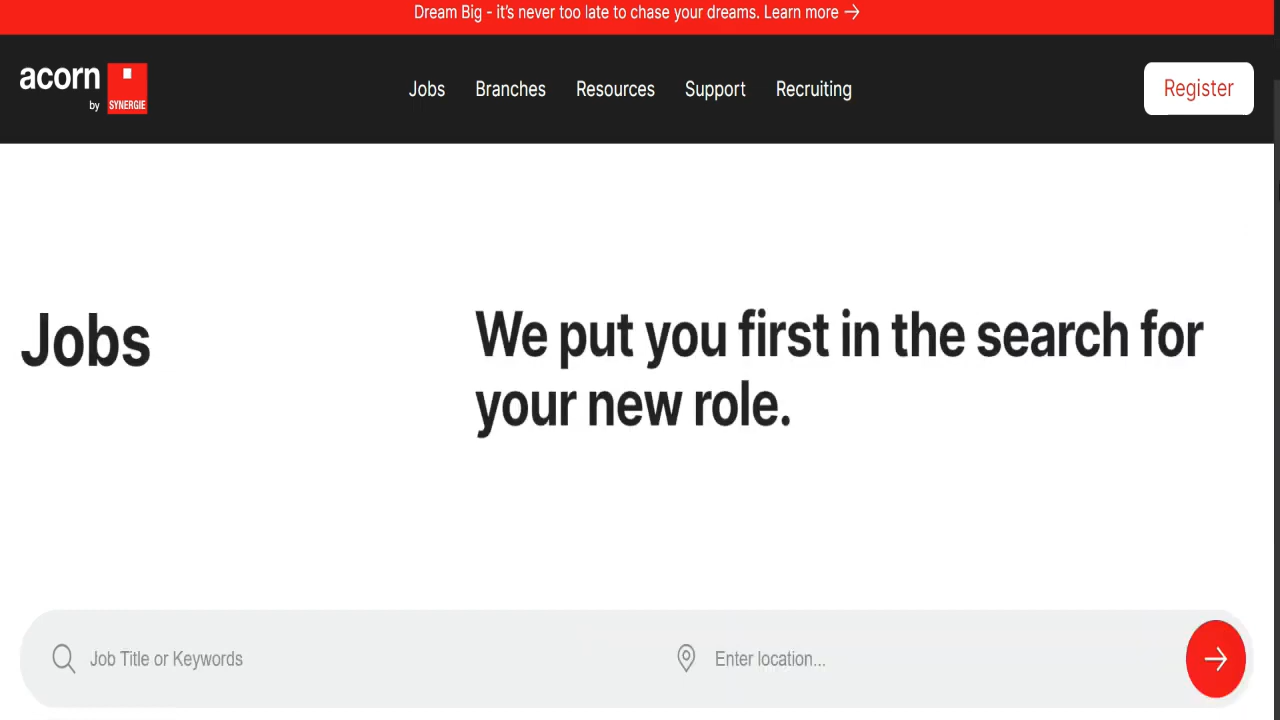 Dream Big - it's never too late to chase your dreams. Learn more →
acorn
by SYNERGIE
Jobs Branches Resources Support Recruiting
Register
Jobs
We put you first in the search for
your new role.
Job Title or Keywords
Enter location...